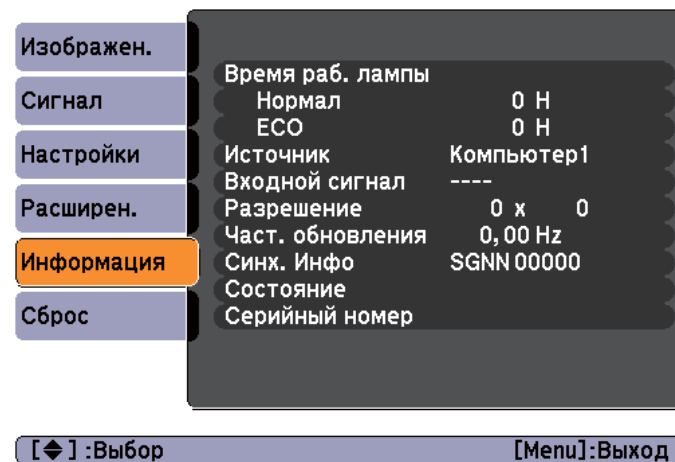 Изображен.
Сигнал
Настройки
Расширен.
Информация
Сброс
Время раб. лампы
Нормал 0 H
ECO 0 H
Источник Компьютер1
Входной сигнал ----
Разрешение 0 x 0
Част. обновления 0,00 Hz
Синх. Инфо SGNN 00000
Состояние
Серийный номер
[◆] :Выбор [Menu]:Выход